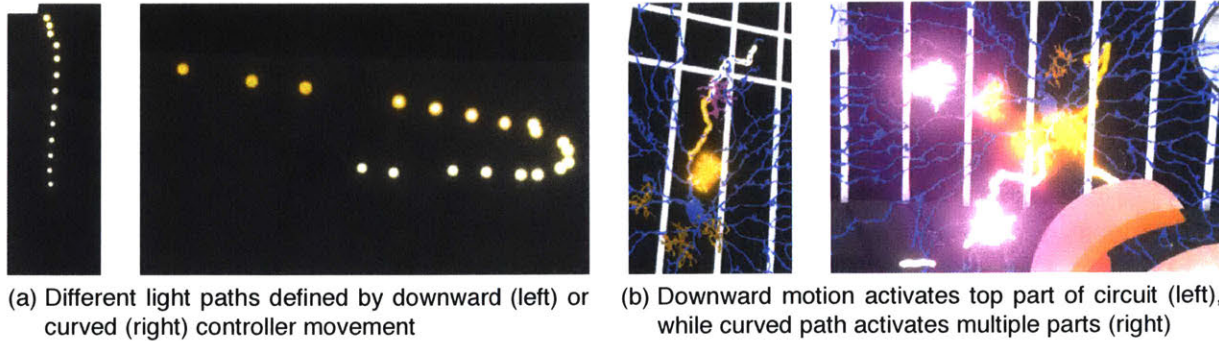 (a) Different light paths defined by downward (left) or
curved (right) controller movement
(b) Downward motion activates top part of circuit (left),
while curved path activates multiple parts (right)